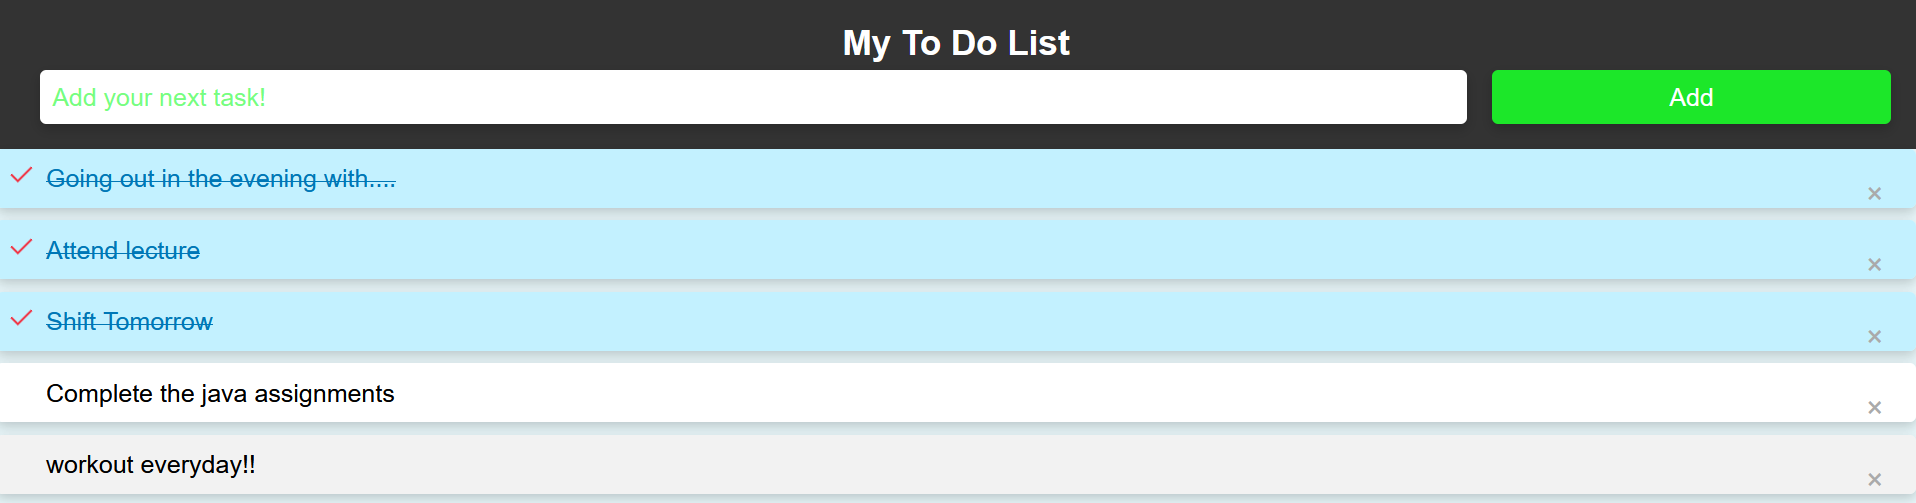 My To Do List
Add your next task!
Add
Going out in the evening with....
×
Attend lecture
×
Shift Tomorrow
×
Complete the java assignments
×
workout everyday!!
×